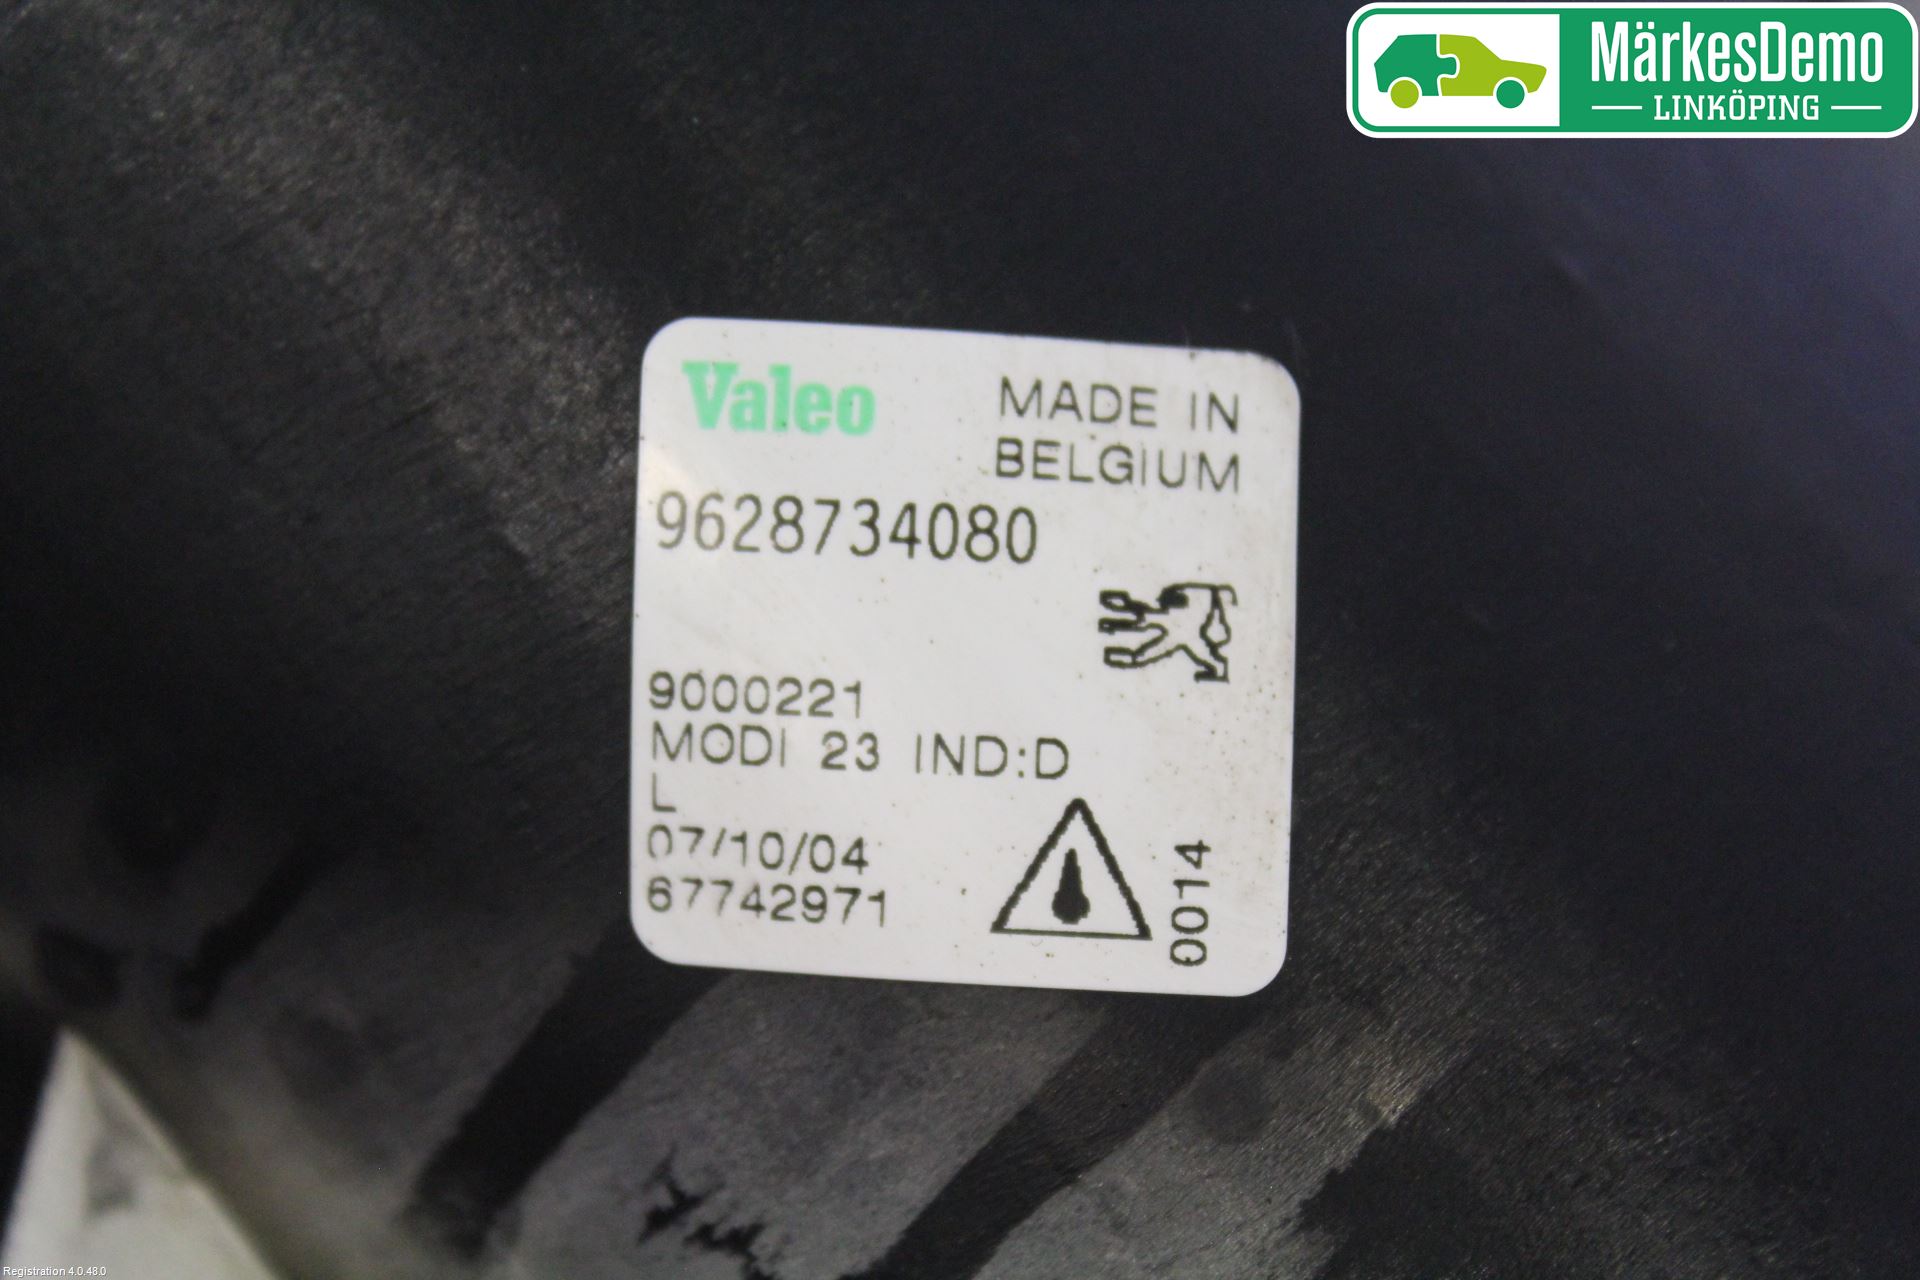 MärkesDemo
LINKÖPING
Valeo
MADE IN
BELGIUM
9628734080
9000221
MODI 23 IND:D
L
07/10/04
67742971
0014
Registration 4.0.48.0